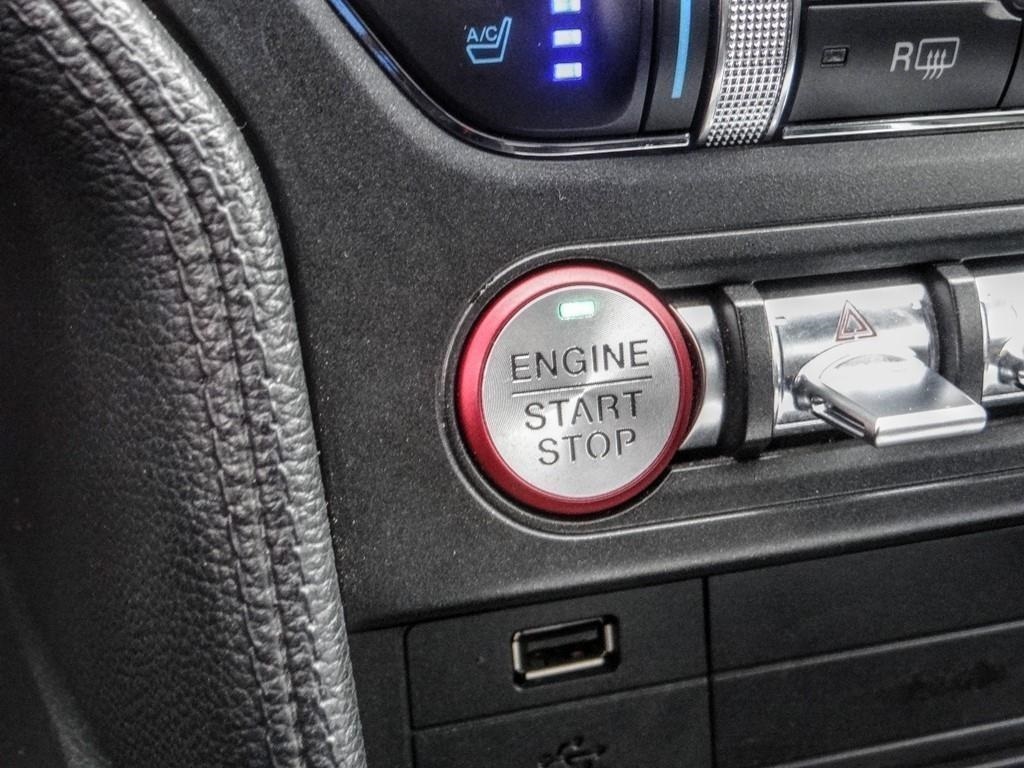 A/C
R
ENGINE
START
STOP